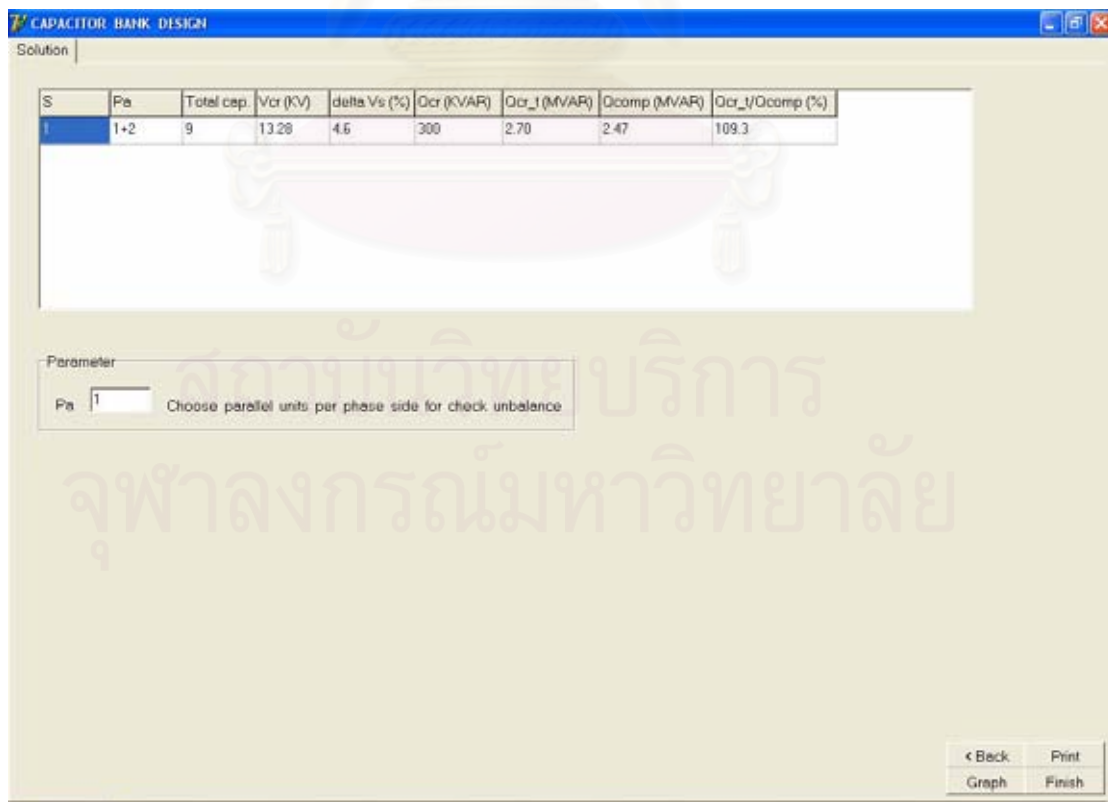 CAPACITOR BANK DESIGN
Solution
S Pa Total cap. Vcr (KV) delta Vs (%) Qcr (KVAR) Qcr_t (MVAR) Qcomp (MVAR) Qcr_t/Qcomp (%)
1 1+2 9 13.28 4.6 300 2.70 2.47 109.3
Parameter
Pa 1 Choose parallel units per phase side for check unbalance
สถาบันวิทยบริการ
จุฬาลงกรณ์มหาวิทยาลัย
< Back Print
Graph Finish